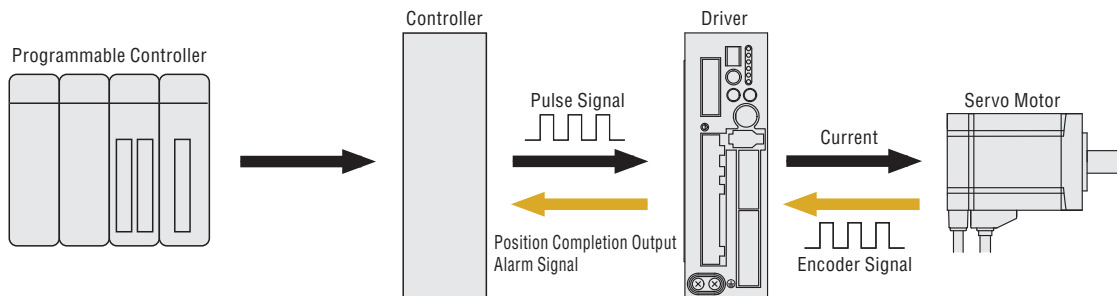 Controller
Driver
Programmable Controller
Pulse Signal
Servo Motor
Current
Position Completion Output
Alarm Signal
Encoder Signal